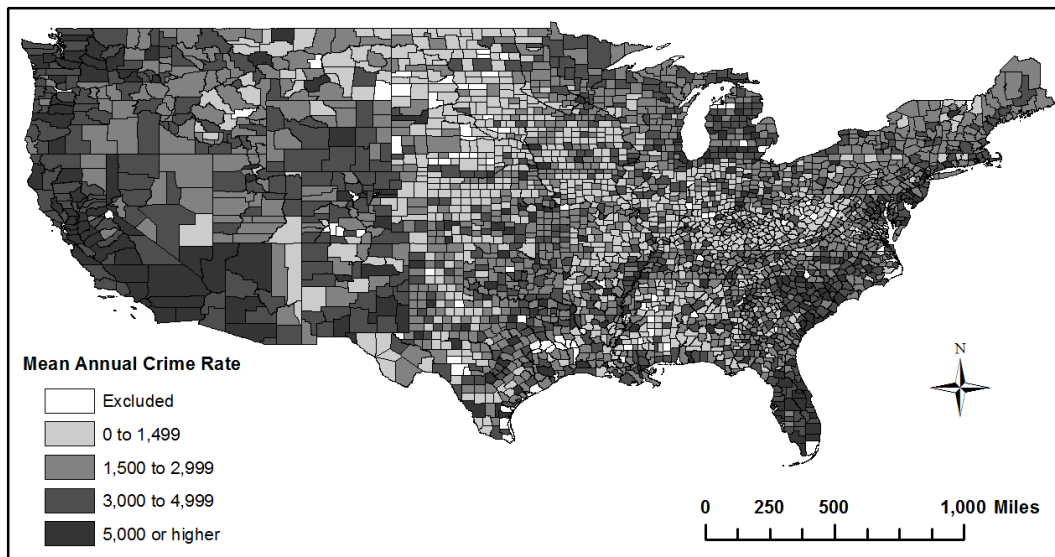 N
Mean Annual Crime Rate
Excluded
0 to 1,499
1,500 to 2,999
3,000 to 4,999
5,000 or higher
0 250 500 1,000 Miles